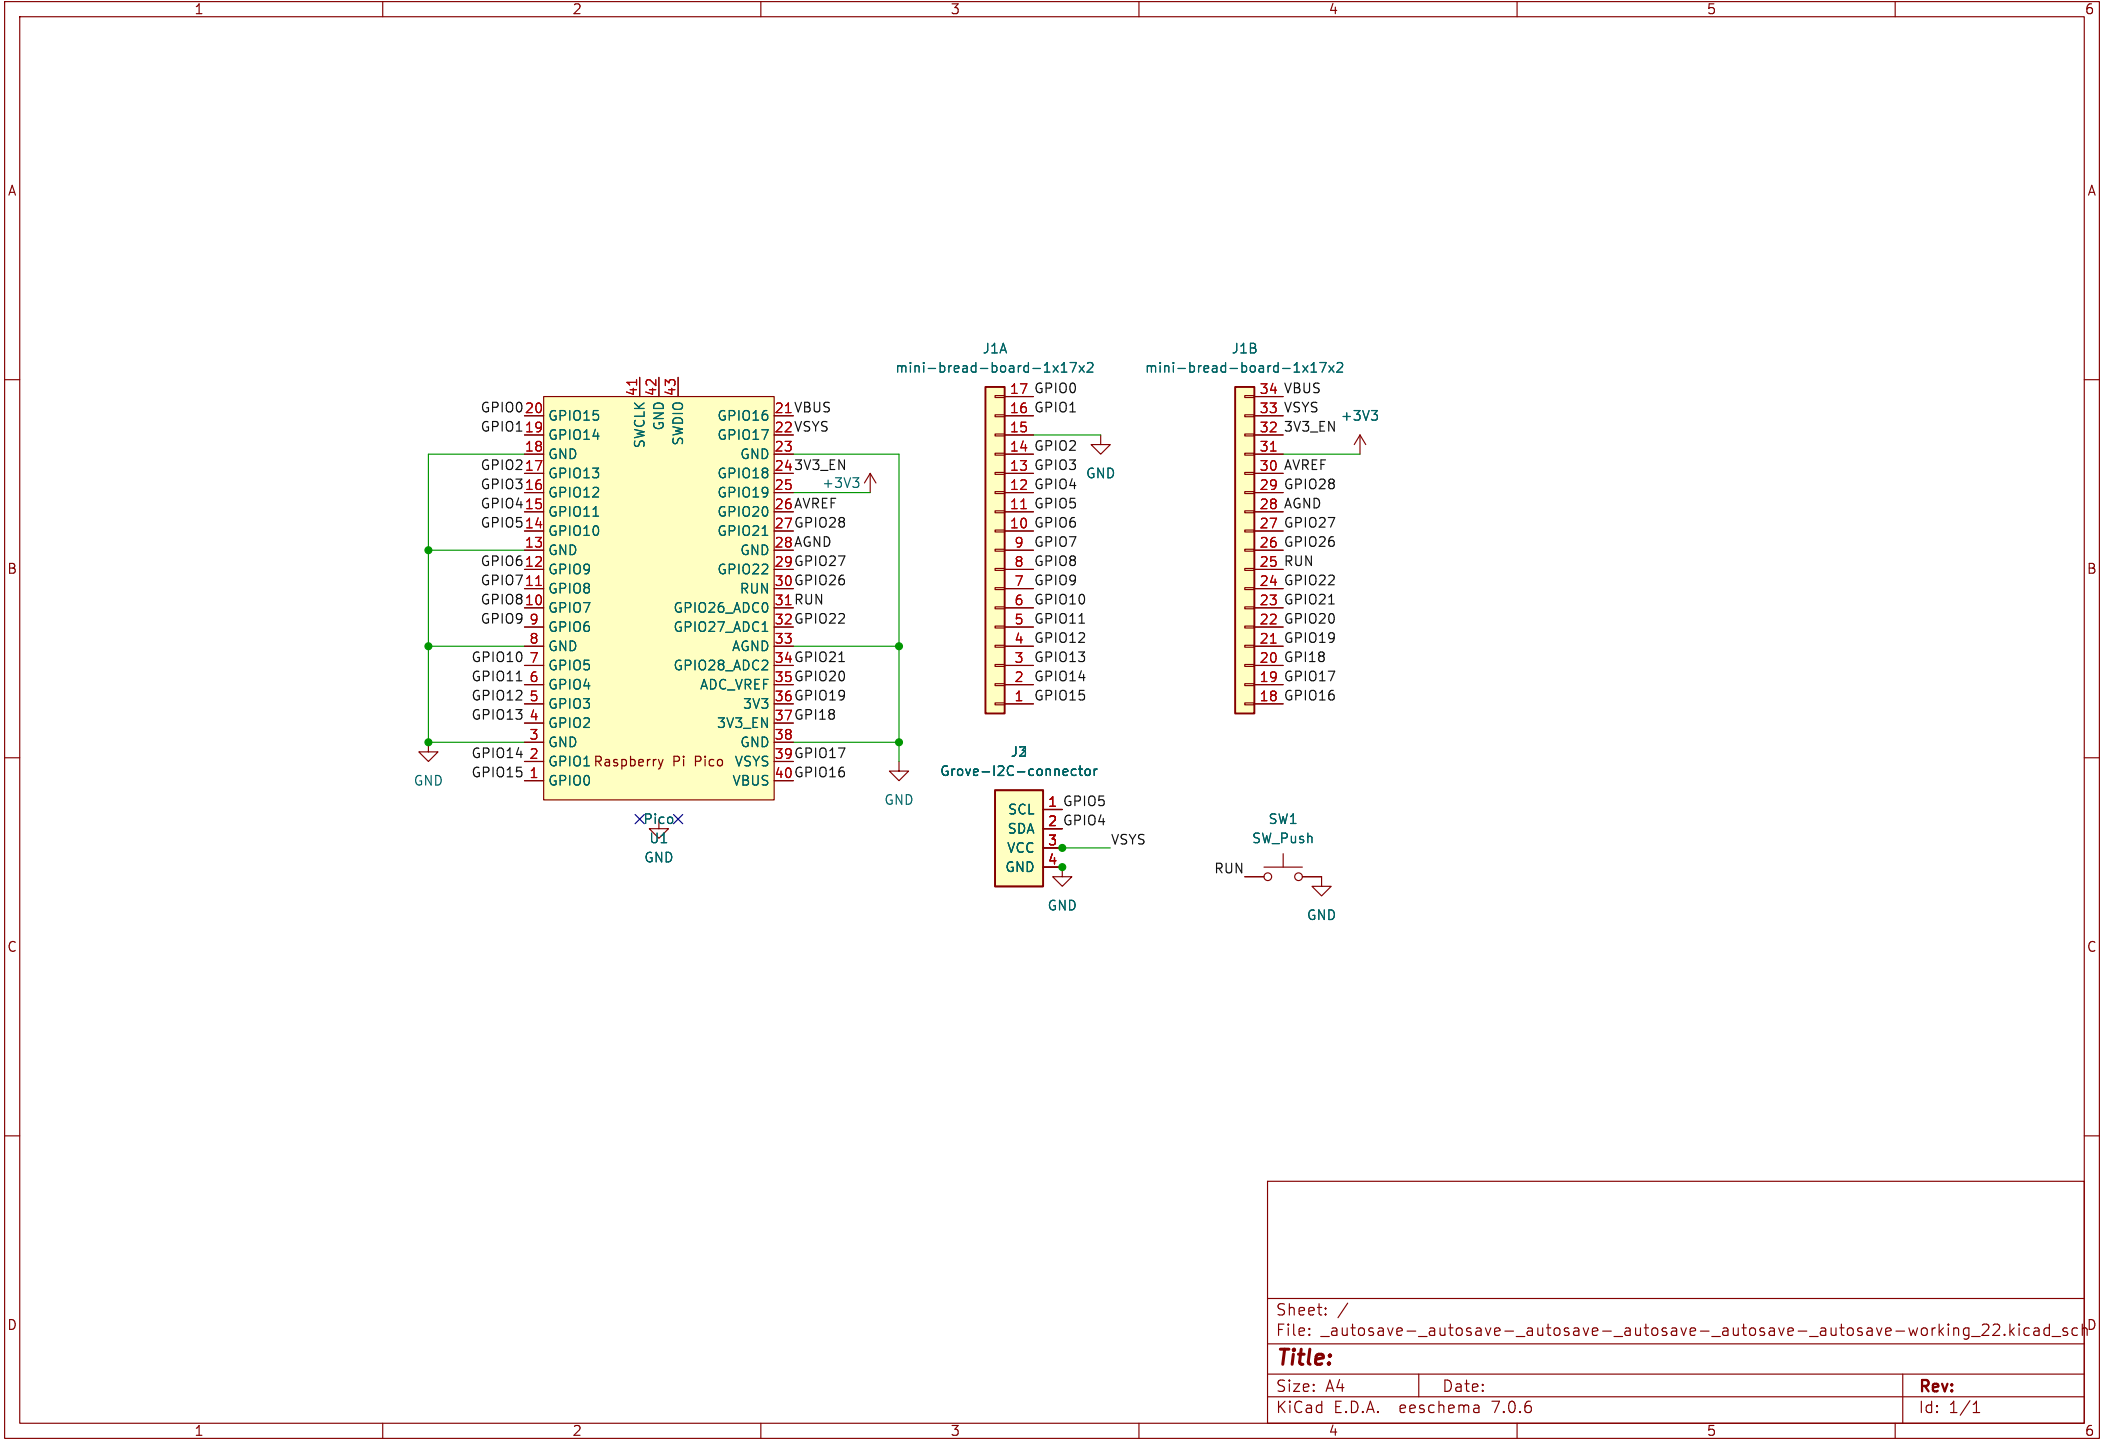 1 2 3 4 5 6
A A
B B
C C
D D
J1A
mini-bread-board-1x17x2
17 GPIO0
16 GPIO1
15
14 GPIO2
13 GPIO3
12 GPIO4
11 GPIO5
10 GPIO6
9 GPIO7
8 GPIO8
7 GPIO9
6 GPIO10
5 GPIO11
4 GPIO12
3 GPIO13
2 GPIO14
1 GPIO15
GND
J1B
mini-bread-board-1x17x2
34 VBUS
33 VSYS
32 3V3_EN
31
30 AVREF
29 GPIO28
28 AGND
27 GPIO27
26 GPIO26
25 RUN
24 GPIO22
23 GPIO21
22 GPIO20
21 GPIO19
20 GPI18
19 GPIO17
18 GPIO16
+3V3
41 42 43
SWCLK
GND
SWDIO
GPIO0 20 GPIO15
GPIO1 19 GPIO14
18 GND
GPIO2 17 GPIO13
GPIO3 16 GPIO12
GPIO4 15 GPIO11
GPIO5 14 GPIO10
13 GND
GPIO6 12 GPIO9
GPIO7 11 GPIO8
GPIO8 10 GPIO7
GPIO9 9 GPIO6
8 GND
GPIO10 7 GPIO5
GPIO11 6 GPIO4
GPIO12 5 GPIO3
GPIO13 4 GPIO2
3 GND
GPIO14 2 GPIO1
GPIO15 1 GPIO0
GND
Raspberry Pi Pico
GPIO16 21 VBUS
GPIO17 22 VSYS
GND 23
GPIO18 24 3V3_EN
GPIO19 25 +3V3
GPIO20 26 AVREF
GPIO21 27 GPIO28
GND 28 AGND
GPIO22 29 GPIO27
RUN 30 GPIO26
GPIO26_ADC0 31 RUN
GPIO27_ADC1 32 GPIO22
AGND 33
GPIO28_ADC2 34 GPIO21
ADC_VREF 35 GPIO20
3V3 36 GPIO19
3V3_EN 37 GPI18
GND 38
VSYS 39 GPIO17
VBUS 40 GPIO16
GND
Pico
U1
GND
Grove-I2C-connector
SCL 1 GPIO5
SDA 2 GPIO4
VCC 3 VSYS
GND 4
GND
SW1
SW_Push
RUN
GND
Sheet: /
File: _autosave-_autosave-_autosave-_autosave-_autosave-_autosave-working_22.kicad_sch
Title:
Size: A4 Date: Rev:
KiCad E.D.A. eeschema 7.0.6 Id: 1/1
1 2 3 4 5 6